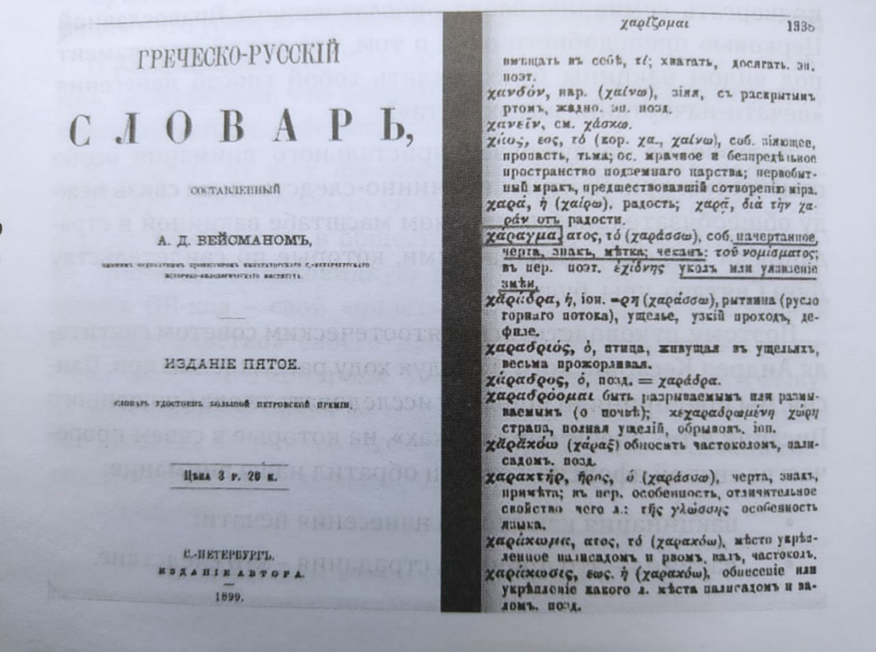 ГРЕЧЕСКО-РУССКІЙ
СЛОВАРЬ,
СОСТАВЛЕННЫЙ
А. Д. ВЕЙСМАНОМЪ,
ИЗДАНІЕ ПЯТОЕ.
СЛОВАРЬ УДОСТОЕНЪ БОЛЬШОЙ ПЕТРОВСКОЙ ПРЕМІИ.
Цѣна 3 р. 20 к.
С.-ПЕТЕРБУРГЪ.
ИЗДАНІЕ АВТОРА.
1899.
χαρίζομαι 1338
вмѣщать въ себѣ, τί; хватать, досягать. эп.
поэт.
χανδόν, нар. (χαίνω), зіяя, съ раскрытымъ
ртомъ, жадно. эп. позд.
χανεῖν, см. χάσκω.
χάος, εος, τό (кор. χα., χαίνω), соб. зіяющее,
пропасть, тьма; ос. мрачное и безпредѣльное
пространство подземнаго царства; первобыт-
ный мракъ, предшествовавшій сотворенію міра.
χαρά, ἡ (χαίρω). радость; χαρᾷ, διὰ τὴν χα-
ράν отъ радости.
χάραγμα, ατος, τό (χαράσσω), соб. начертанное,
черта, знакъ, мѣтка; чеканъ: τοῦ νομίσματος;
въ пер. поэт. ἐχίδνης уколъ или уязвленіе
змѣи.
χαράδρα, ἡ, іон. -ρη (χαράσσω), рытвина (русло
горнаго потока), ущелье, узкій проходъ, де-
филе.
χαραδριός, ὁ, птица, живущая въ ущельяхъ,
весьма прожорливая.
χάραδρος, ὁ, позд. = χαράδρα.
χαραδρόομαι быть разрываемымъ или размы-
ваемымъ (о почвѣ); κεχαραδρωμένη χώρη
страна, полная ущелій, обрывовъ. іон.
χαρακόω (χάραξ) обносить частоколомъ, пали-
садомъ. позд.
χαρακτήρ, ῆρος, ὁ (χαράσσω), черта, знакъ,
примѣта; въ пер. особенность, отличительное
свойство чего л.: τῆς γλώσσης особенность
языка.
χαράκωμα, ατος, τό (χαρακόω), мѣсто укрѣп-
ленное палисадомъ и рвомъ. валъ, частоколъ.
χαράκωσις, εως, ἡ (χαρακόω), обнесеніе или
укрѣпленіе какого л. мѣста палисадомъ и ва-
ломъ. позд.